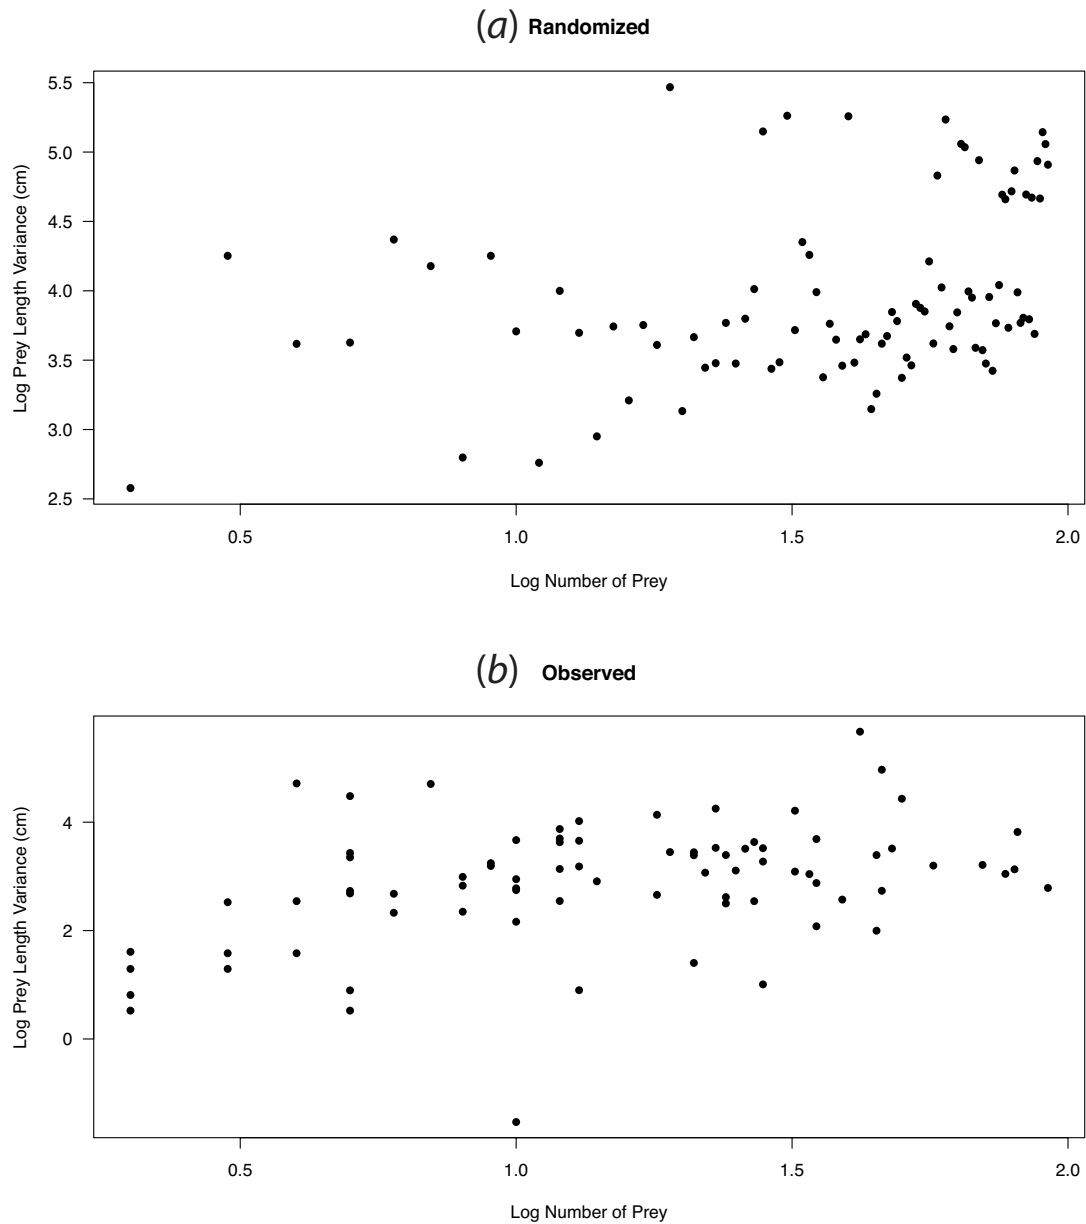 (a) Randomized
5.5
5.0
4.5
4.0
3.5
3.0
2.5
Log Prey Length Variance (cm)
0.5 1.0 1.5 2.0
Log Number of Prey
(b) Observed
4
2
0
Log Prey Length Variance (cm)
0.5 1.0 1.5 2.0
Log Number of Prey